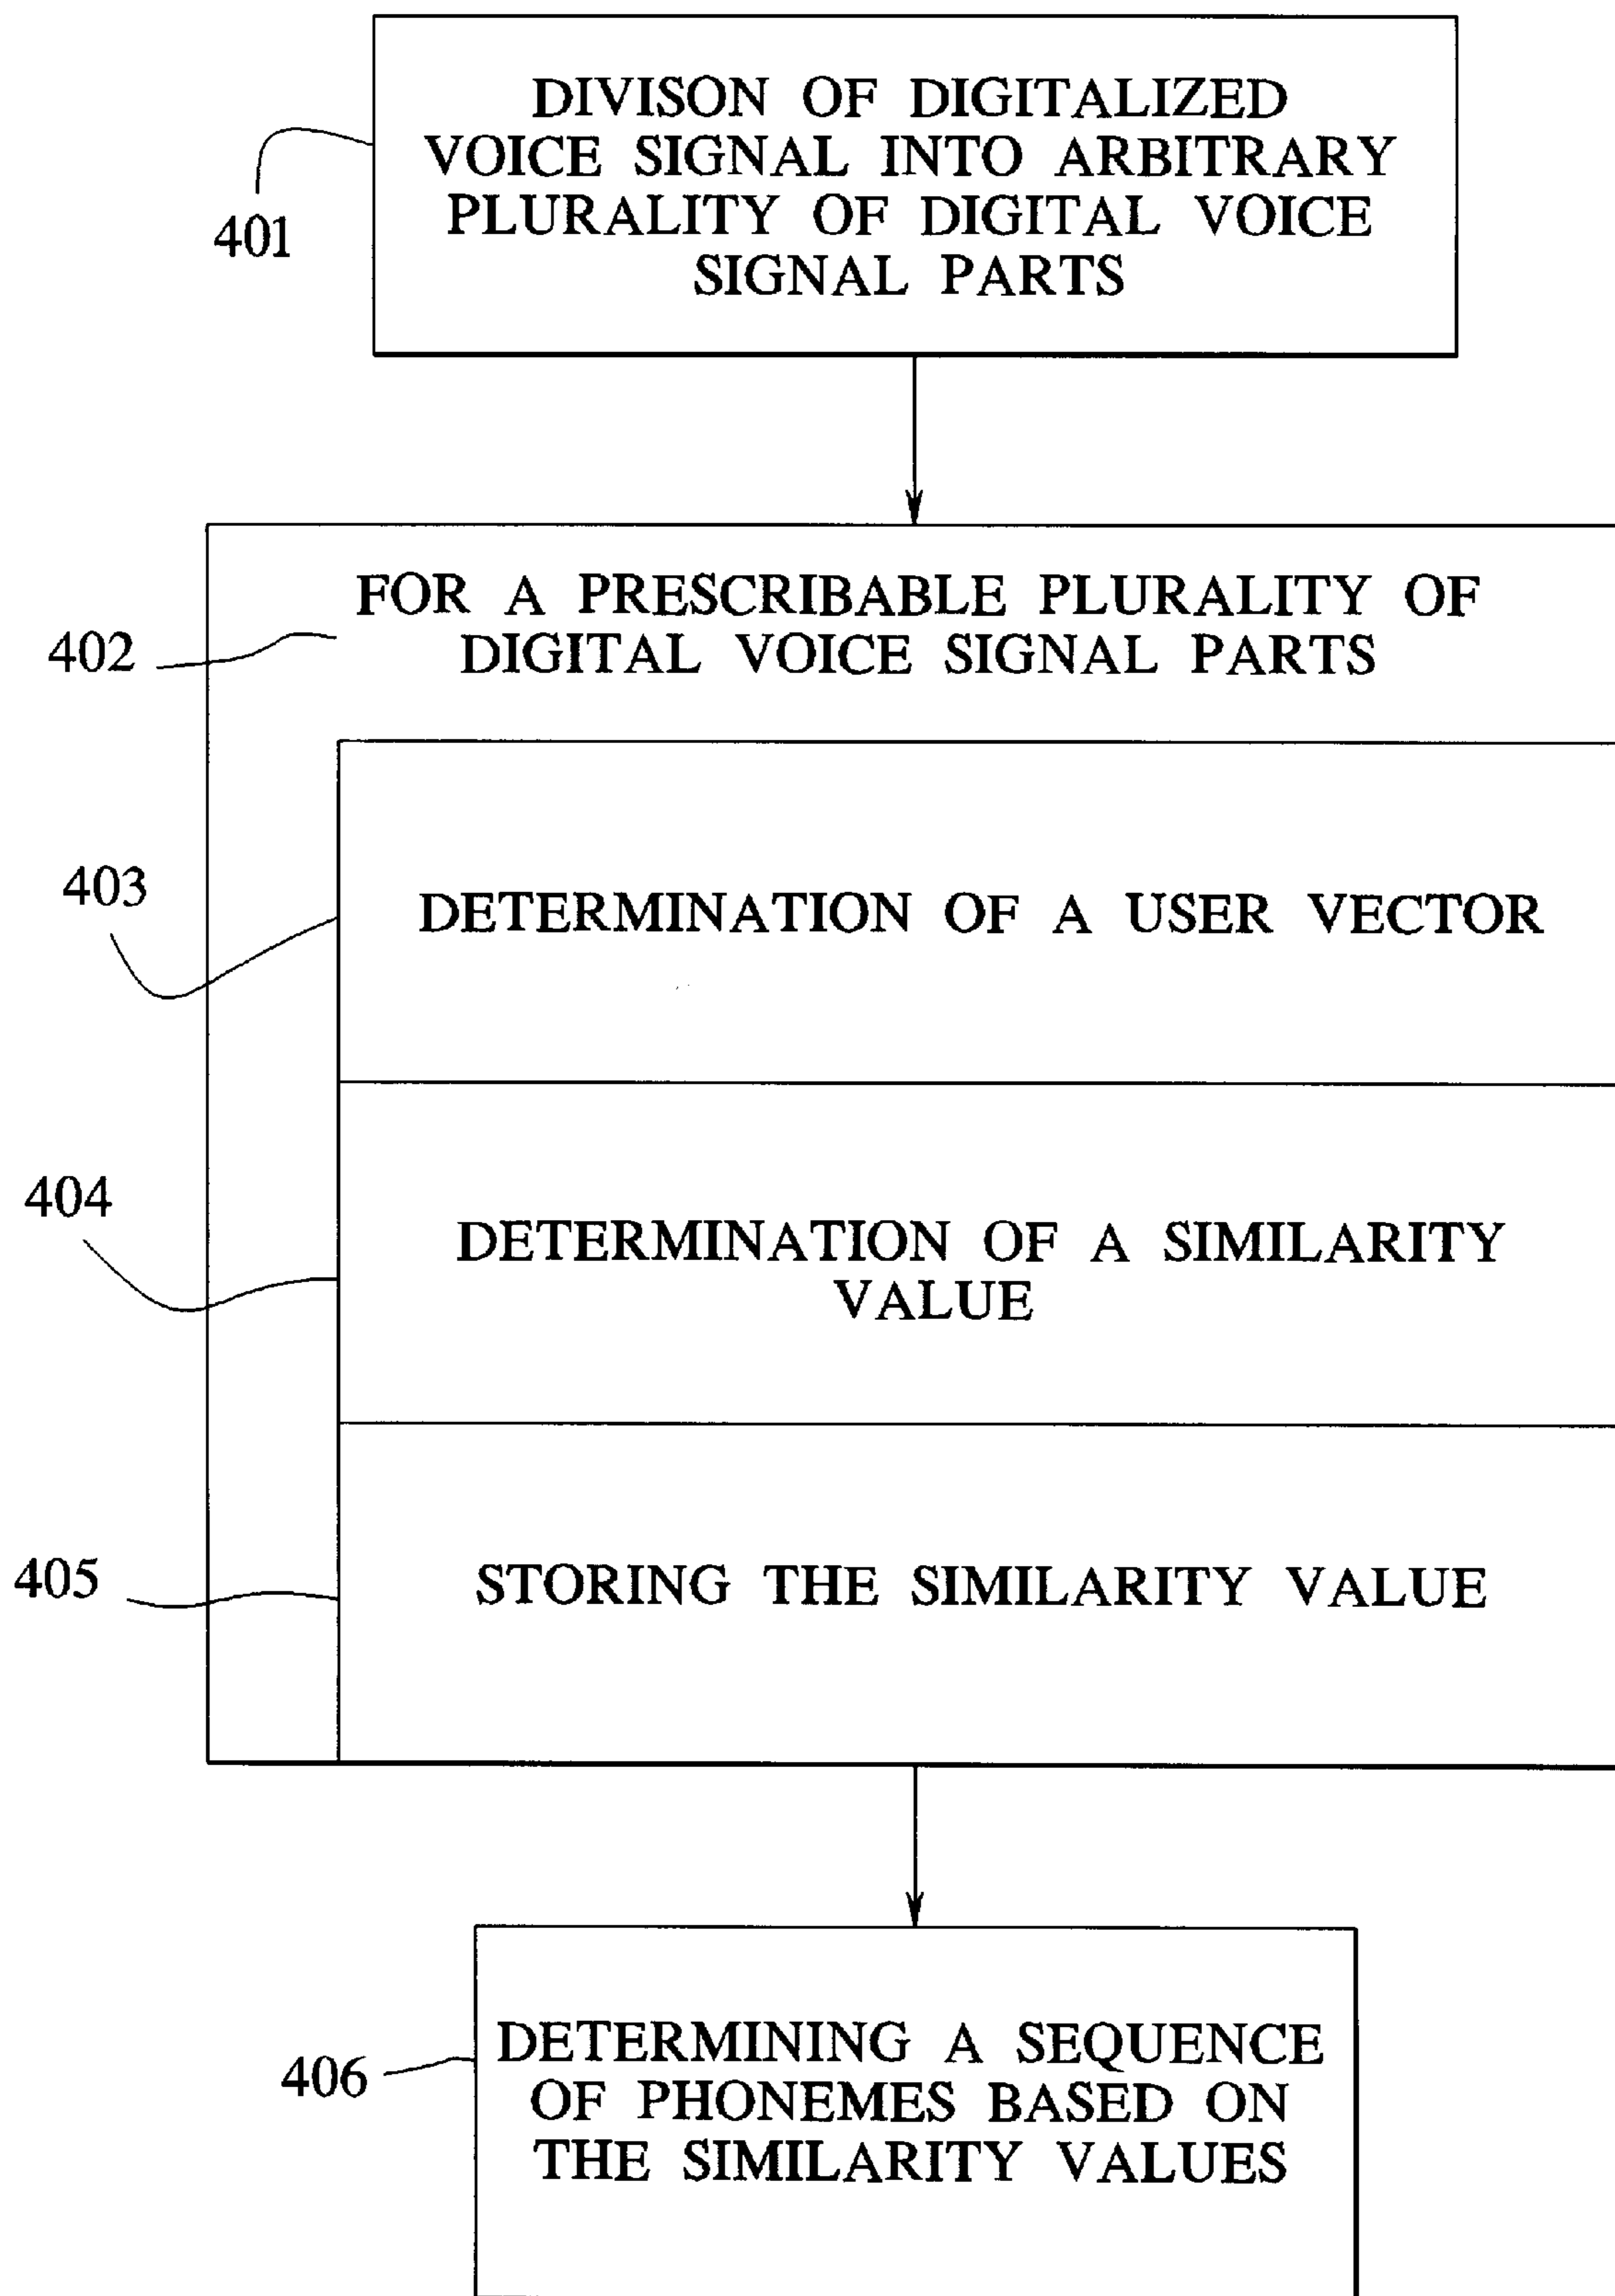 DIVISON OF DIGITALIZED
VOICE SIGNAL INTO ARBITRARY
PLURALITY OF DIGITAL VOICE
SIGNAL PARTS
401
FOR A PRESCRIBABLE PLURALITY OF
DIGITAL VOICE SIGNAL PARTS
402
403
DETERMINATION OF A USER VECTOR
404
DETERMINATION OF A SIMILARITY
VALUE
405
STORING THE SIMILARITY VALUE
406
DETERMINING A SEQUENCE
OF PHONEMES BASED ON
THE SIMILARITY VALUES